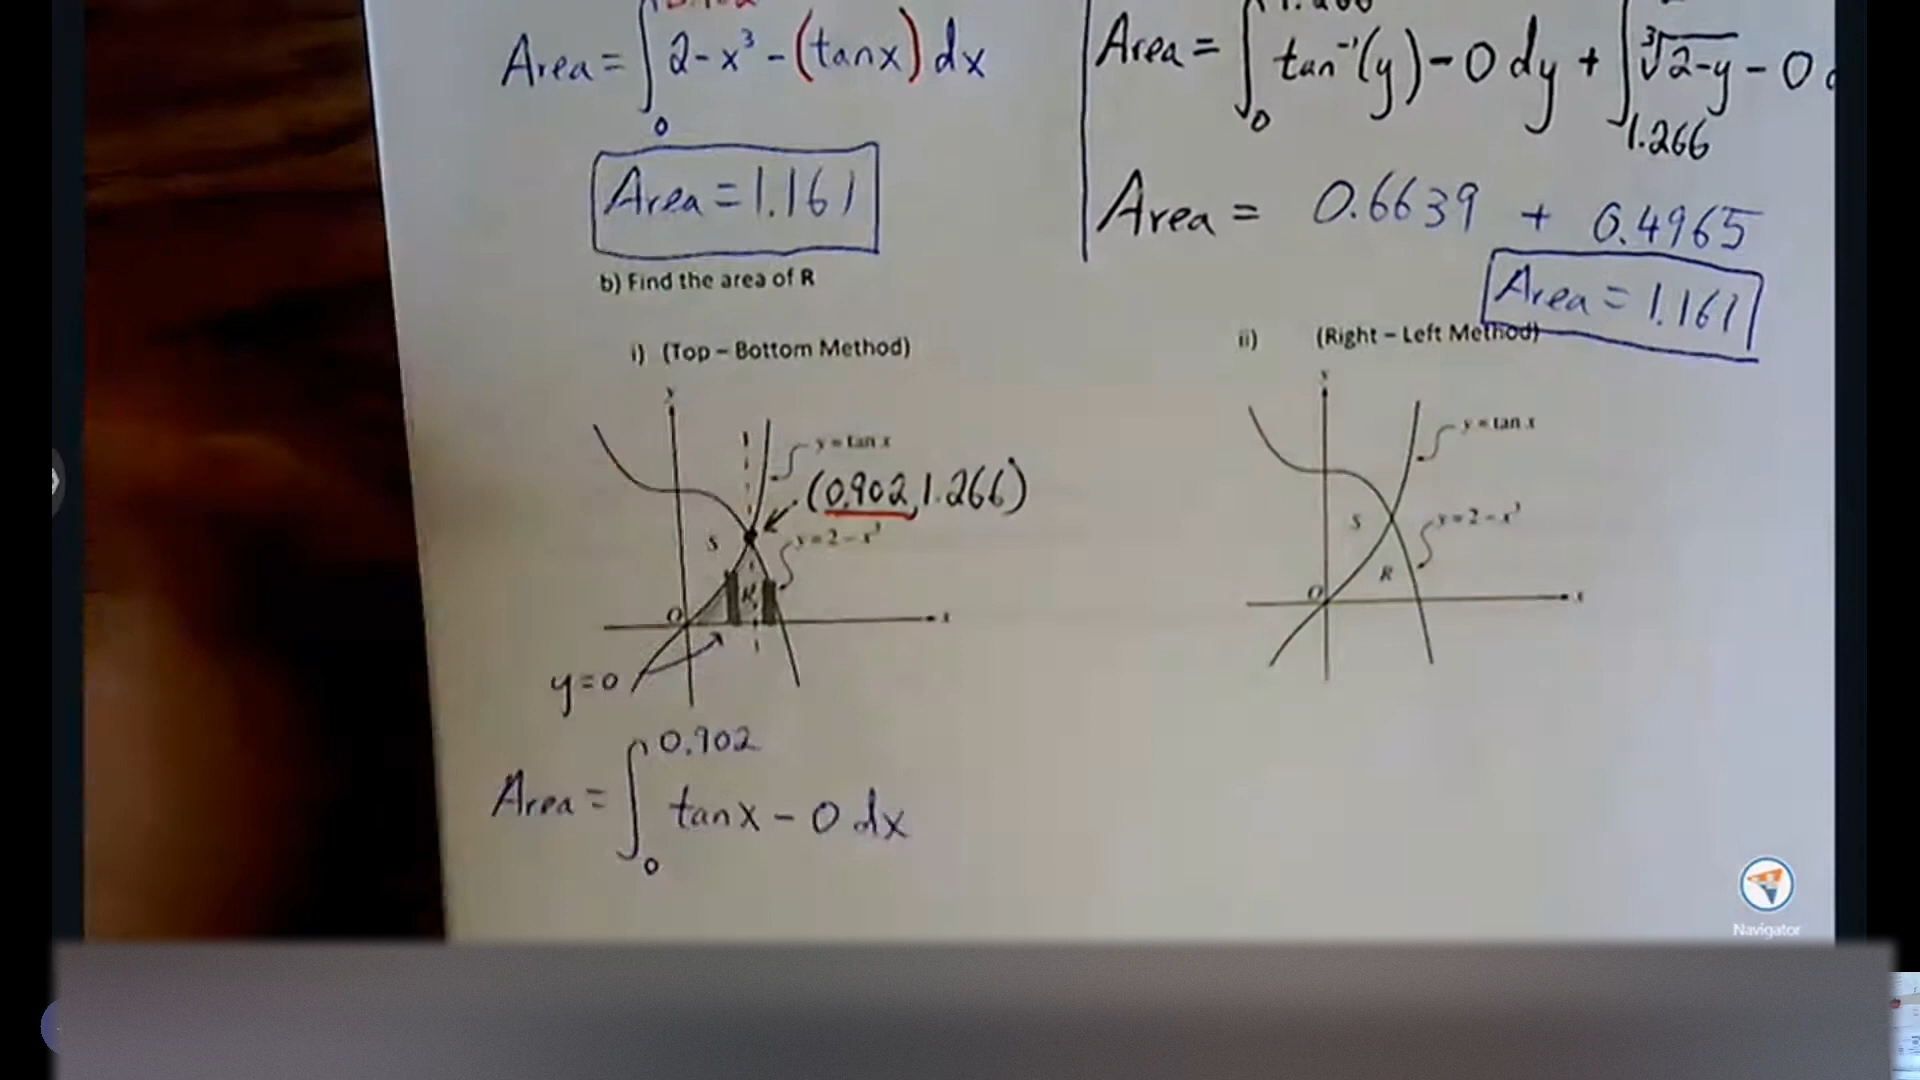 Area = ∫ 2-x³ - (tanx) dx
0
Area = 1.161
Area = ∫ tan⁻¹(y) - 0 dy + ∫ ³√2-y - 0
0
1.266
Area = 0.6639 + 0.4965
Area = 1.161
b) Find the area of R
i) (Top – Bottom Method)
y
y = tan x
(0.902, 1.266)
S
y = 2 – x³
R
O
x
y=0
0.902
Area = ∫ tanx - 0 dx
0
ii) (Right – Left Method)
y
y = tan x
S
y = 2 – x³
R
O
x
Navigator